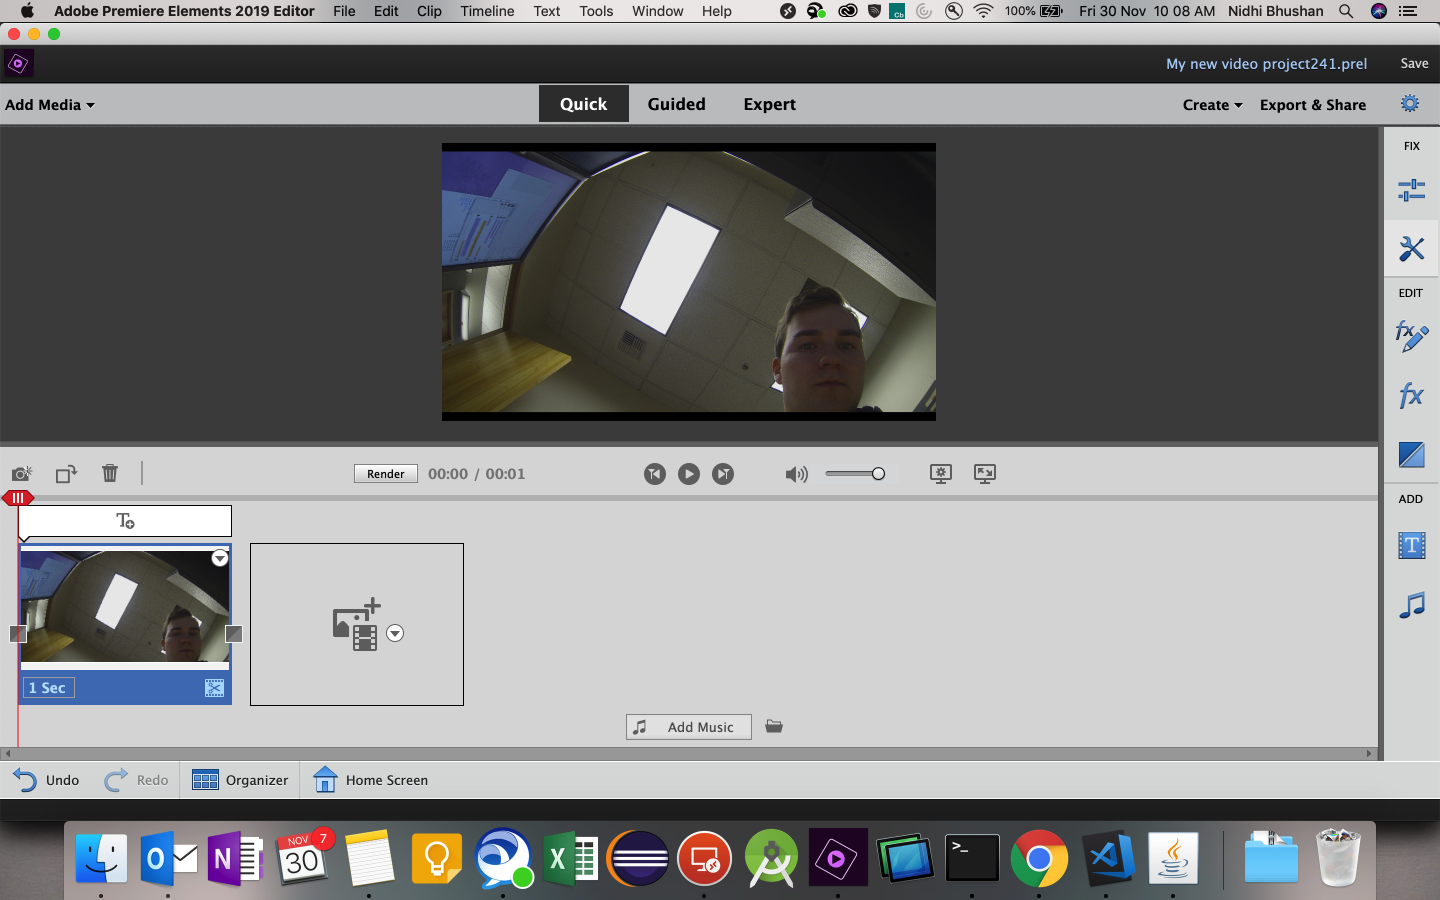 Adobe Premiere Elements 2019 Editor File Edit Clip Timeline Text Tools Window Help 100% Fri 30 Nov 10 08 AM Nidhi Bhushan
My new video project241.prel Save
Add Media Quick Guided Expert Create Export & Share
FIX
EDIT
fx
fx
Render 00:00 / 00:01
ADD
T
T
1 Sec
Add Music
Undo Redo Organizer Home Screen
NOV 7
30
O N X >_